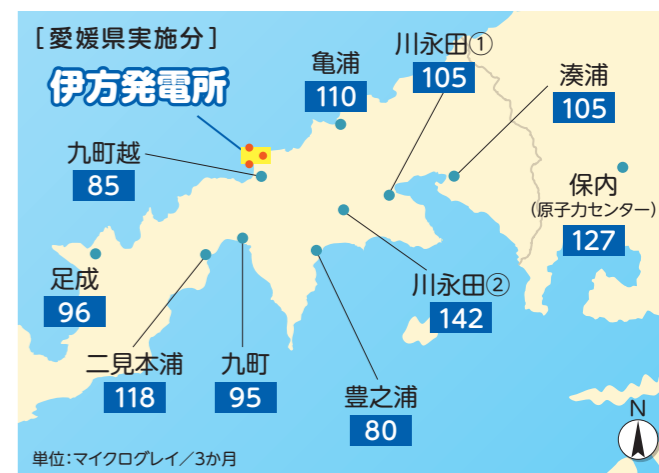 [愛媛県実施分]
伊方発電所
亀浦
110
川永田①
105
湊浦
105
九町越
85
保内
(原子力センター)
127
足成
96
川永田②
142
二見本浦
118
九町
95
豊之浦
80
N
単位:マイクログレイ/3か月